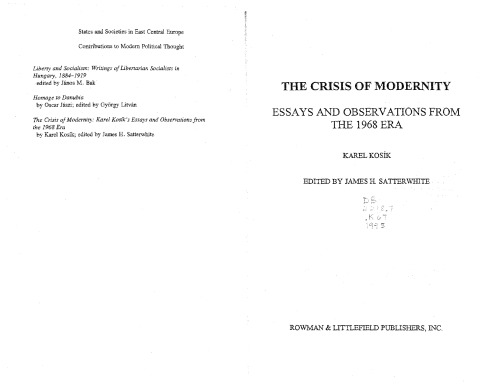 States and Societies in East Central Europe
Contributions to Modern Political Thought
Liberty and Socialism: Writings of Libertarian Socialists in
Hungary, 1884-1919
edited by János M. Bak
Homage to Danubia
by Oscar Jászi; edited by György Litván
The Crisis of Modernity: Karel Kosík's Essays and Observations from
the 1968 Era
by Karel Kosík; edited by James H. Satterwhite
THE CRISIS OF MODERNITY
ESSAYS AND OBSERVATIONS FROM
THE 1968 ERA
KAREL KOSÍK
EDITED BY JAMES H. SATTERWHITE
DB
.K67
1995
ROWMAN & LITTLEFIELD PUBLISHERS, INC.